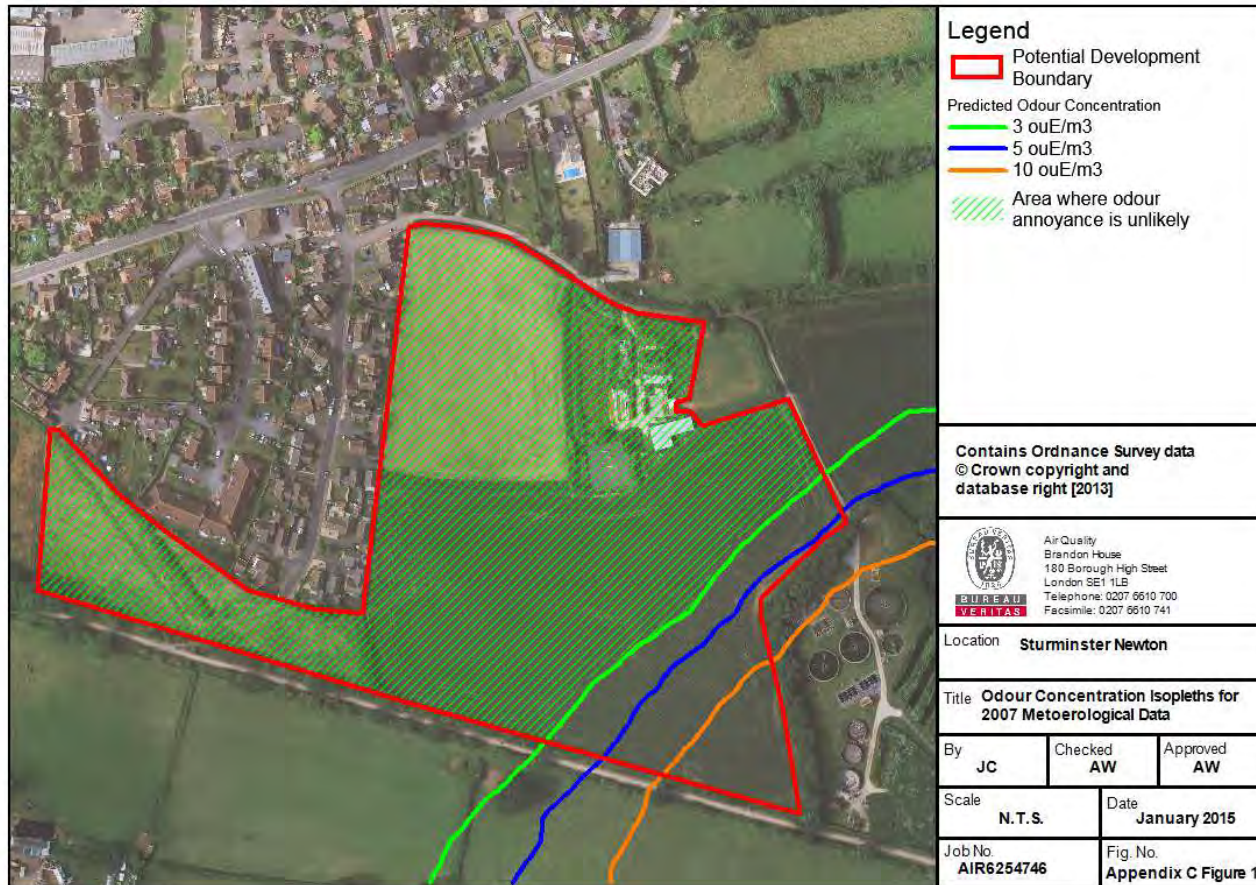 Legend
Potential Development
Boundary
Predicted Odour Concentration
3 ouE/m3
5 ouE/m3
10 ouE/m3
Area where odour
annoyance is unlikely
Contains Ordnance Survey data
© Crown copyright and
database right [2013]
BUREAU
VERITAS
Air Quality
Brandon House
180 Borough High Street
London SE1 1LB
Telephone: 0207 6610 700
Facsimile: 0207 6610 741
Location Sturminster Newton
Title Odour Concentration Isopleths for
2007 Metoerological Data
By Checked Approved
JC AW AW
Scale Date
N.T.S. January 2015
Job No. Fig. No.
AIR6254746 Appendix C Figure 1